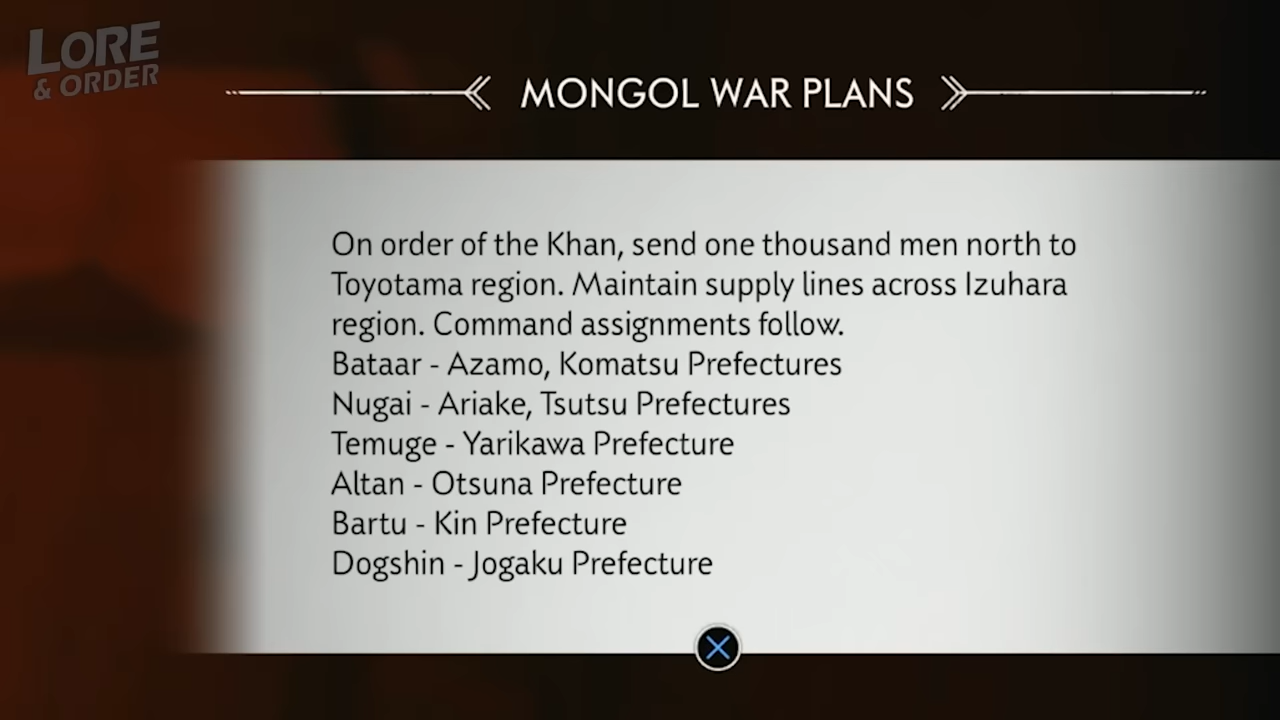 LORE
& ORDER
MONGOL WAR PLANS
On order of the Khan, send one thousand men north to
Toyotama region. Maintain supply lines across Izuhara
region. Command assignments follow.
Bataar - Azamo, Komatsu Prefectures
Nugai - Ariake, Tsutsu Prefectures
Temuge - Yarikawa Prefecture
Altan - Otsuna Prefecture
Bartu - Kin Prefecture
Dogshin - Jogaku Prefecture